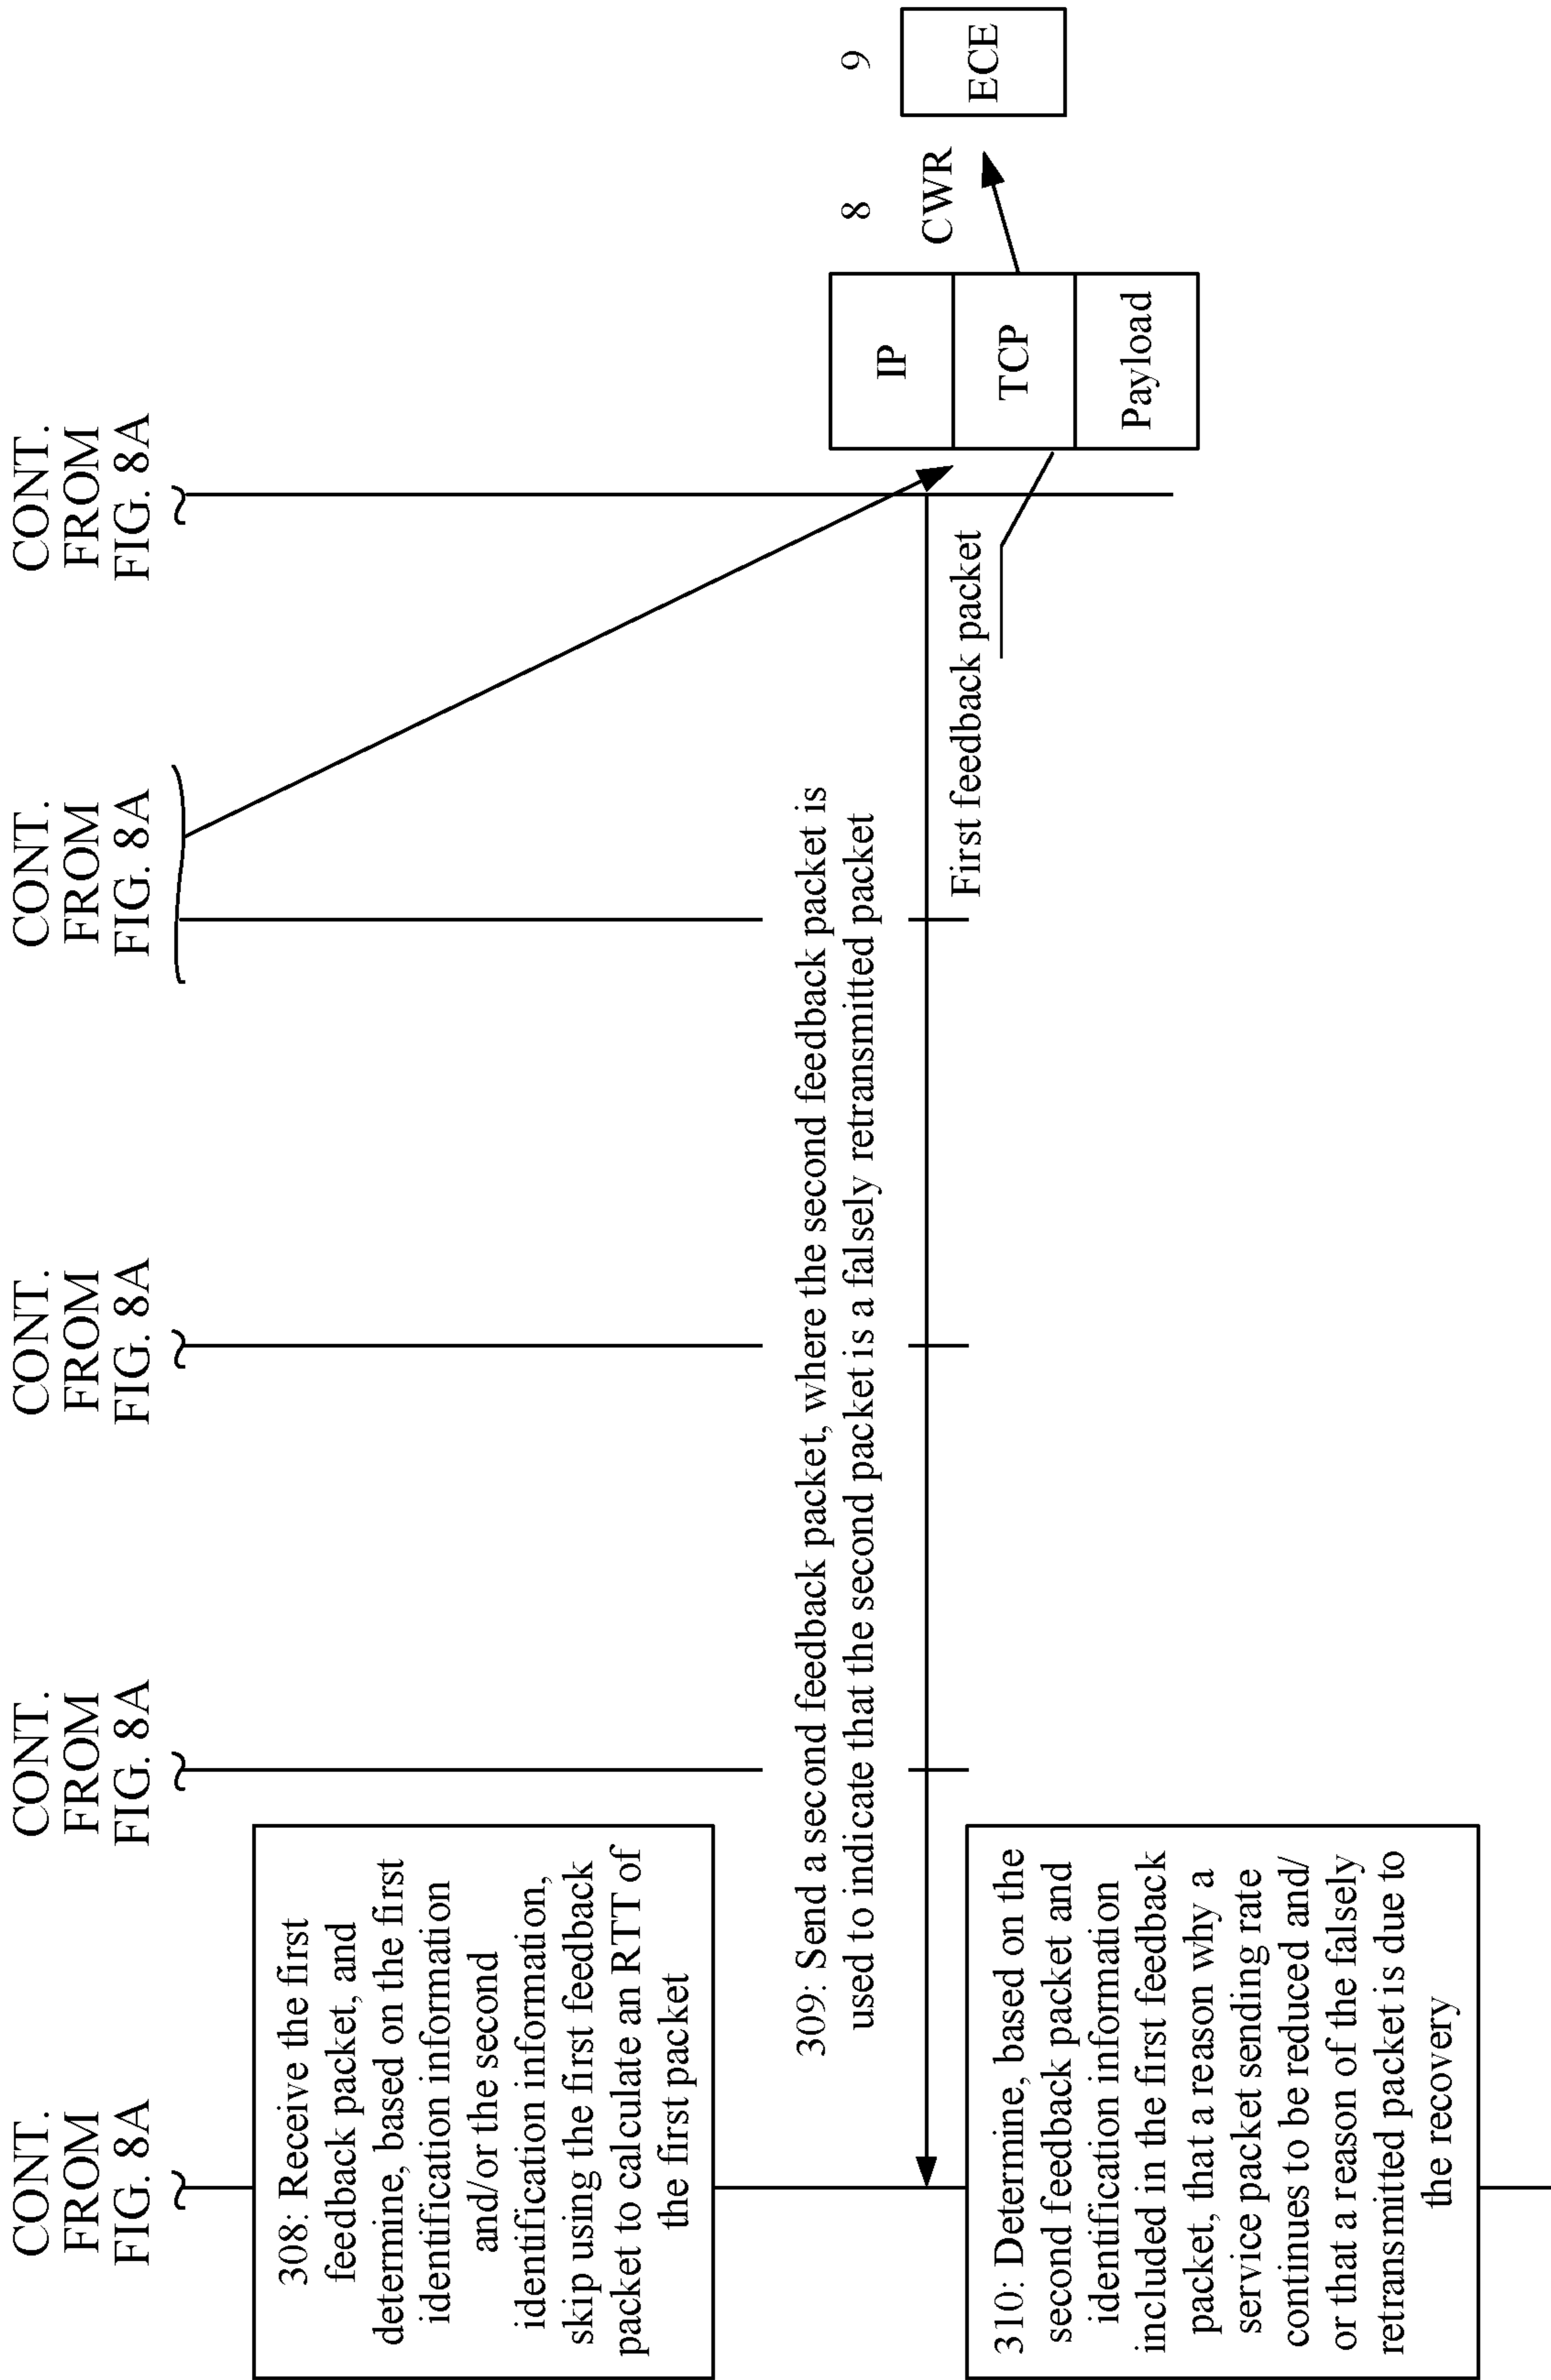 CONT.
FROM
FIG. 8A
CONT.
FROM
FIG. 8A
CONT.
FROM
FIG. 8A
CONT.
FROM
FIG. 8A
CONT.
FROM
FIG. 8A
308: Receive the first
feedback packet, and
determine, based on the first
identification information
and/or the second
identification information,
skip using the first feedback
packet to calculate an RTT of
the first packet
309: Send a second feedback packet, where the second feedback packet is
used to indicate that the second packet is a falsely retransmitted packet
First feedback packet
IP
TCP
Payload
8
9
CWR
ECE
310: Determine, based on the
second feedback packet and
identification information
included in the first feedback
packet, that a reason why a
service packet sending rate
continues to be reduced and/
or that a reason of the falsely
retransmitted packet is due to
the recovery